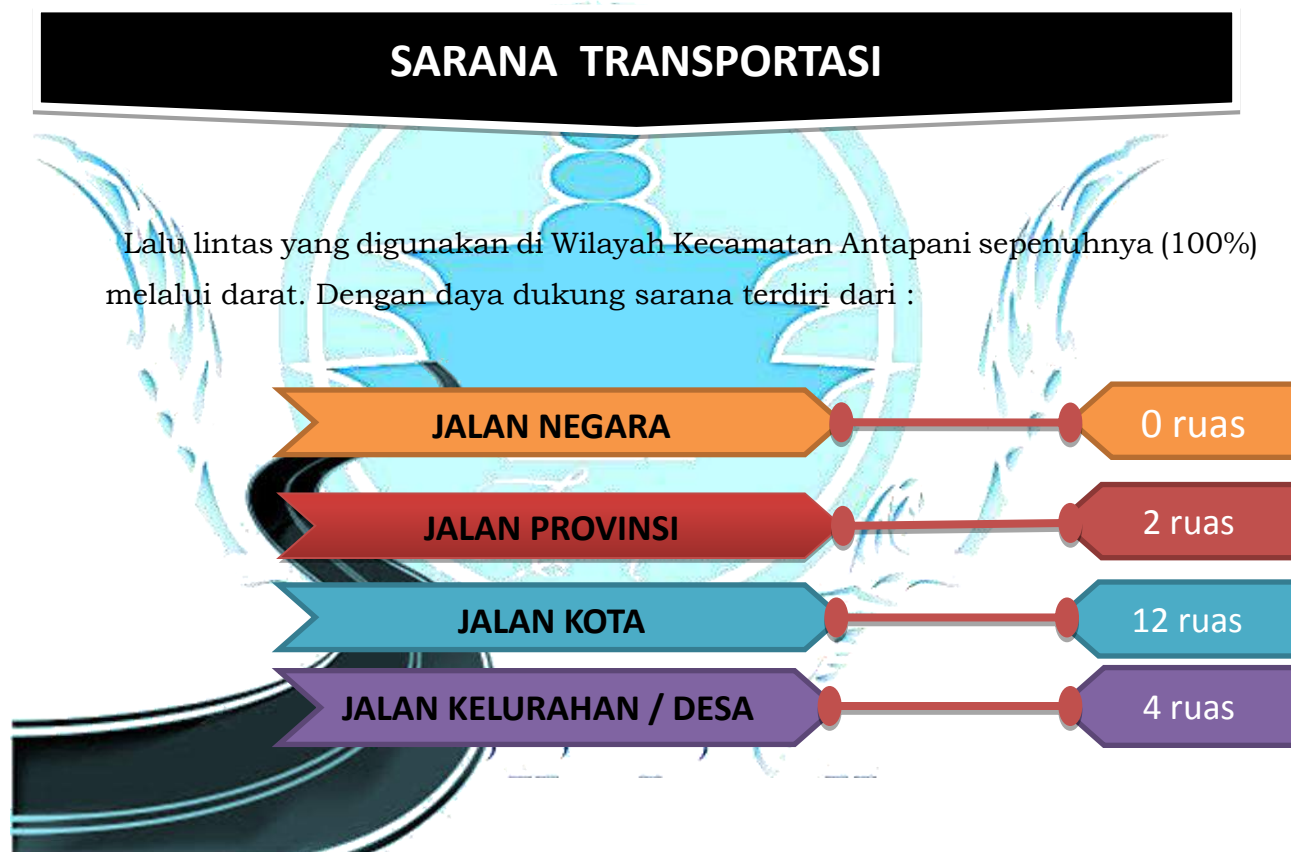 SARANA TRANSPORTASI
Lalu lintas yang digunakan di Wilayah Kecamatan Antapani sepenuhnya (100%)
melalui darat. Dengan daya dukung sarana terdiri dari :
JALAN NEGARA 0 ruas
JALAN PROVINSI 2 ruas
JALAN KOTA 12 ruas
JALAN KELURAHAN / DESA 4 ruas